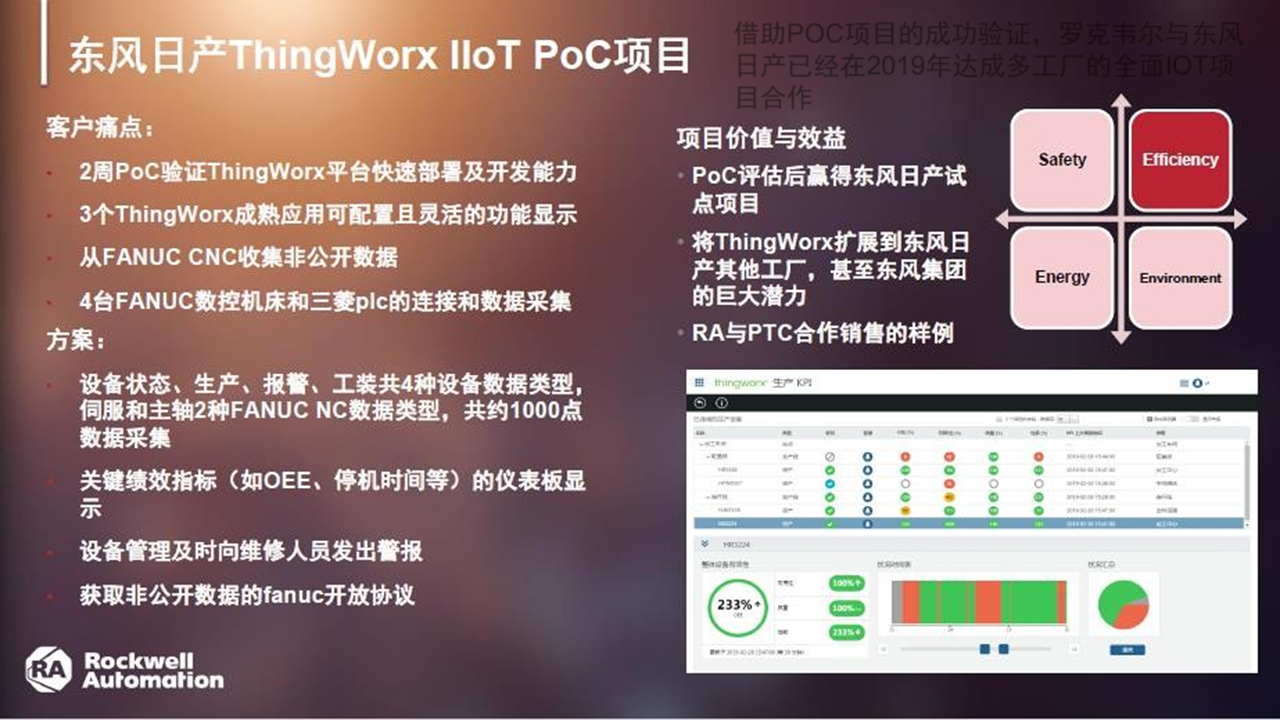 东风日产ThingWorx IIoT PoC项目
借助POC项目的成功验证，罗克韦尔与东风
日产已经在2019年达成多工厂的全面IOT项
目合作
客户痛点：
2周PoC验证ThingWorx平台快速部署及开发能力
3个ThingWorx成熟应用可配置且灵活的功能显示
从FANUC CNC收集非公开数据
4台FANUC数控机床和三菱plc的连接和数据采集
方案：
设备状态、生产、报警、工装共4种设备数据类型，
伺服和主轴2种FANUC NC数据类型，共约1000点
数据采集
关键绩效指标（如OEE、停机时间等）的仪表板显
示
设备管理及时向维修人员发出警报
获取非公开数据的fanuc开放协议
Rockwell
Automation
项目价值与效益
PoC评估后赢得东风日产试
点项目
将ThingWorx扩展到东风日
产其他工厂，甚至东风集团
的巨大潜力
RA与PTC合作销售的样例
Safety
Efficiency
Energy
Environment
thingworx 生产 KPI
HR3224
整体设备有效性
状况汇总
233%
100%
100%
233%